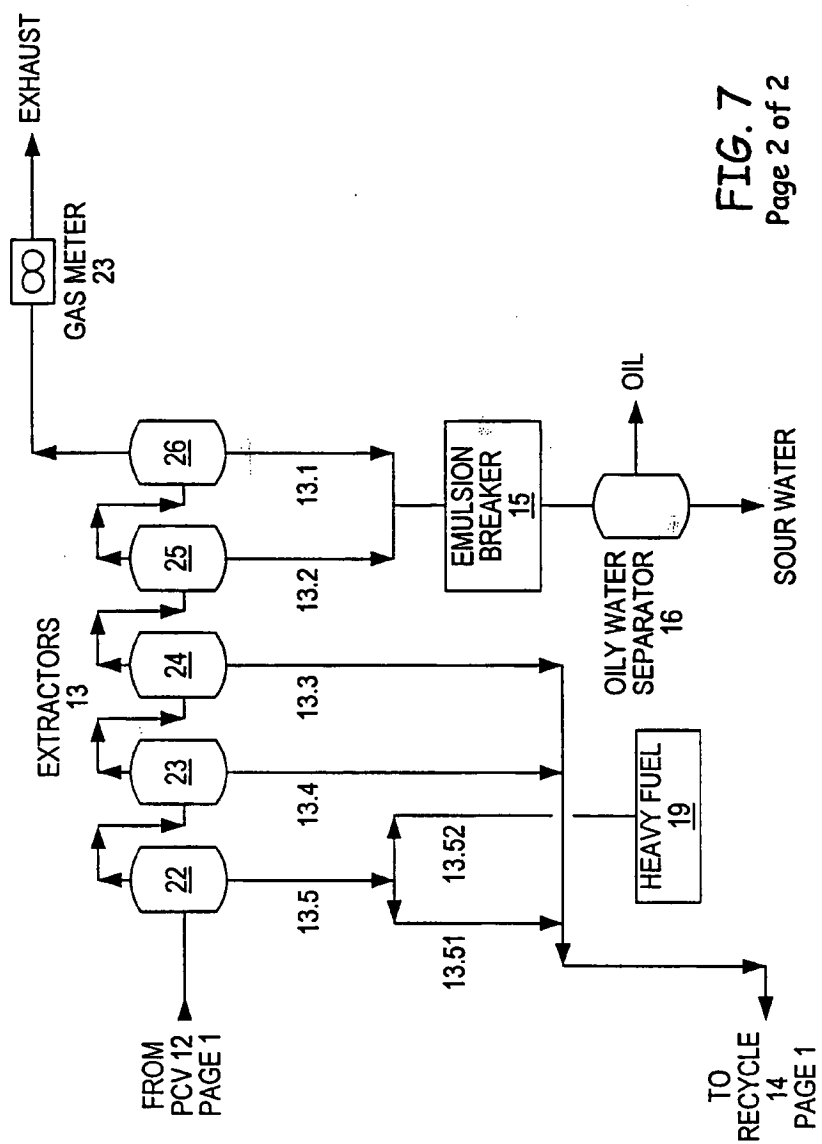 EXHAUST
GAS METER
23
EXTRACTORS
13
22
23
24
25
26
FROM
PCV 12
PAGE 1
13.5
13.4
13.3
13.2
13.1
13.51
13.52
EMULSION
BREAKER
15
HEAVY FUEL
19
OILY WATER
SEPARATOR
16
OIL
SOUR WATER
TO
RECYCLE
14
PAGE 1
FIG. 7
Page 2 of 2